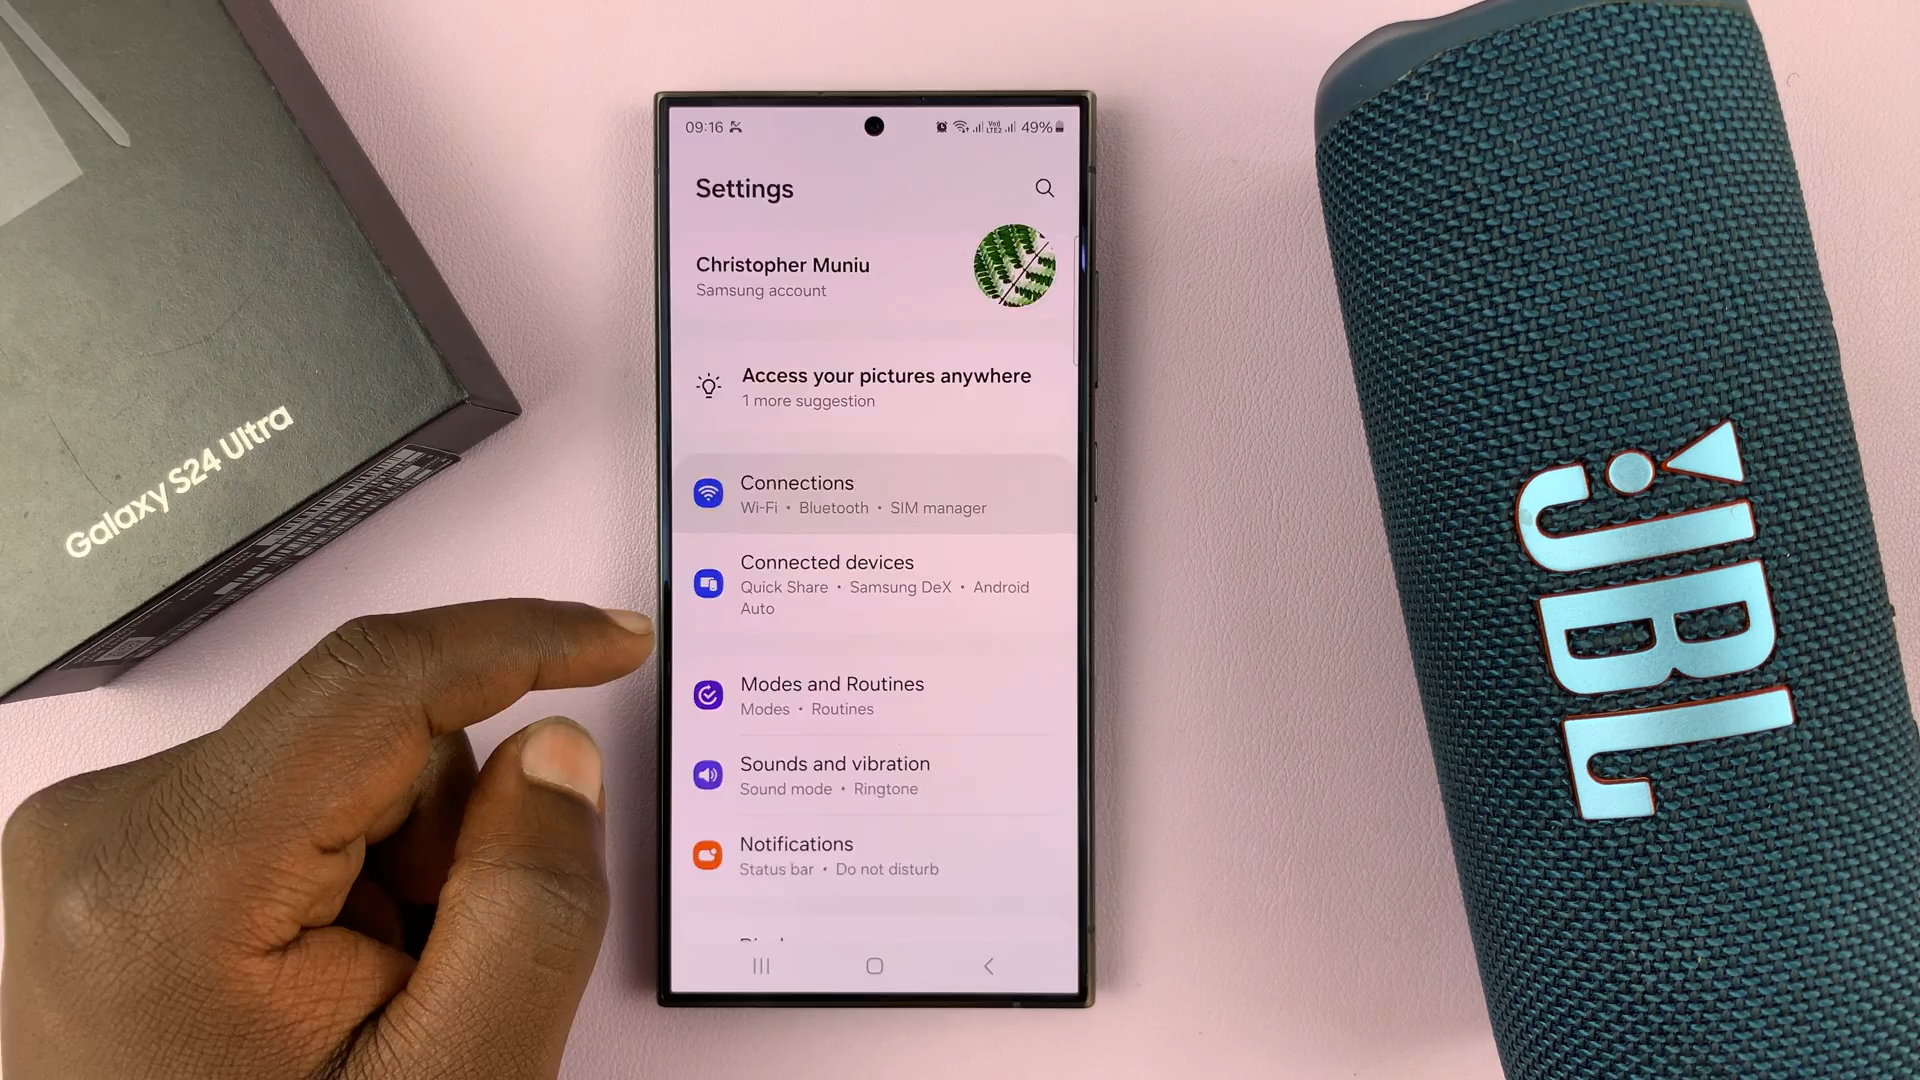 Galaxy S24 Ultra
09:16
Vo)
LTE2
49%
Settings
Christopher Muniu
Samsung account
Access your pictures anywhere
1 more suggestion
Connections
Wi-Fi • Bluetooth • SIM manager
Connected devices
Quick Share • Samsung DeX • Android
Auto
Modes and Routines
Modes • Routines
Sounds and vibration
Sound mode • Ringtone
Notifications
Status bar • Do not disturb
JBL